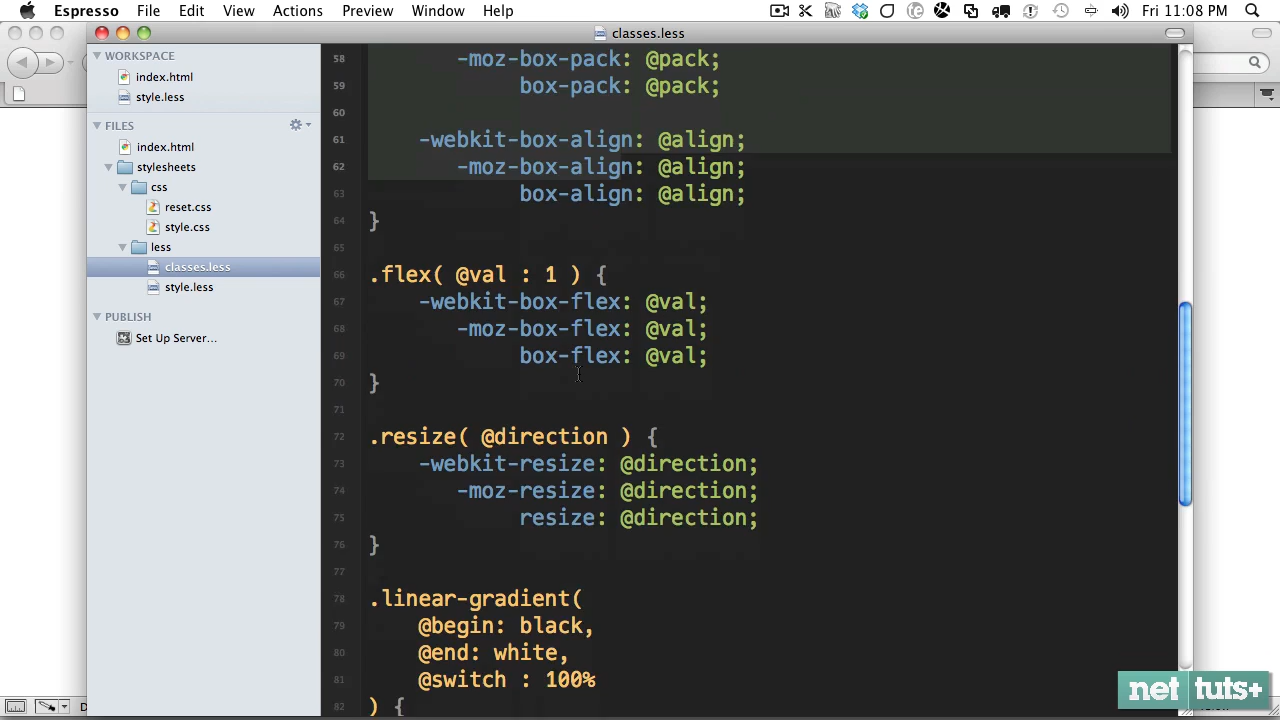 Espresso File Edit View Actions Preview Window Help Fri 11:08 PM
classes.less
WORKSPACE
index.html
style.less
FILES
index.html
stylesheets
css
reset.css
style.css
less
classes.less
style.less
PUBLISH
Set Up Server...
58 -moz-box-pack: @pack;
59 box-pack: @pack;
60
61 -webkit-box-align: @align;
62 -moz-box-align: @align;
63 box-align: @align;
64 }
65
66 .flex( @val : 1 ) {
67 -webkit-box-flex: @val;
68 -moz-box-flex: @val;
69 box-flex: @val;
70 }
71
72 .resize( @direction ) {
73 -webkit-resize: @direction;
74 -moz-resize: @direction;
75 resize: @direction;
76 }
77
78 .linear-gradient(
79 @begin: black,
80 @end: white,
81 @switch : 100%
82 ) {
net tuts+